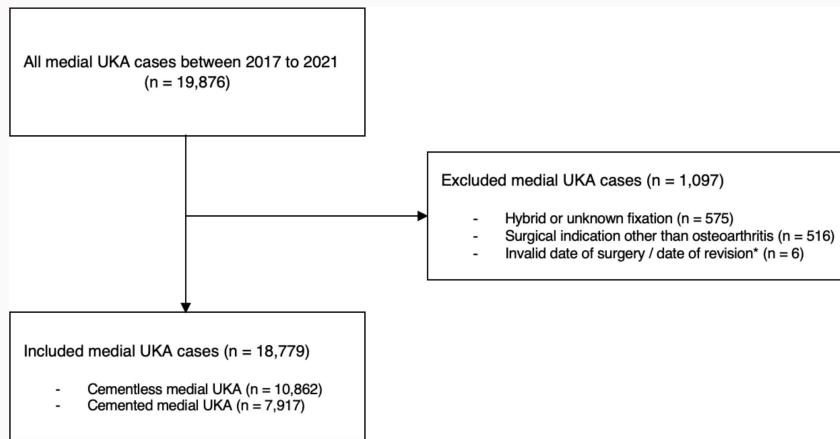 All medial UKA cases between 2017 to 2021
(n = 19,876)
Excluded medial UKA cases (n = 1,097)
- Hybrid or unknown fixation (n = 575)
- Surgical indication other than osteoarthritis (n = 516)
- Invalid date of surgery / date of revision* (n = 6)
Included medial UKA cases (n = 18,779)
- Cementless medial UKA (n = 10,862)
- Cemented medial UKA (n = 7,917)